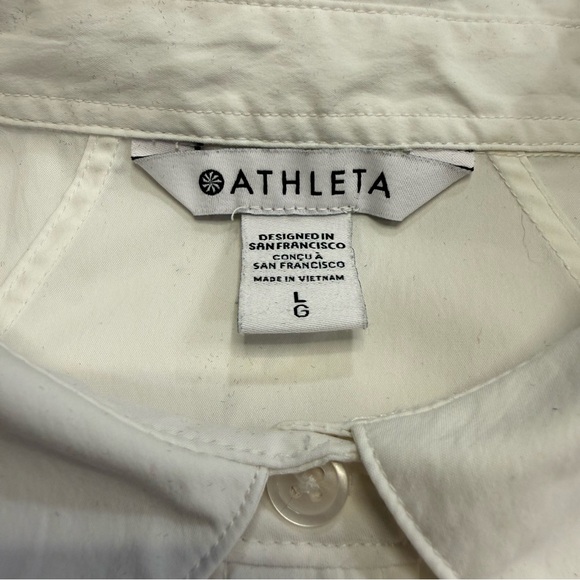 ATHLETA
DESIGNED IN
SAN FRANCISCO
CONÇU À
SAN FRANCISCO
MADE IN VIETNAM
L
G